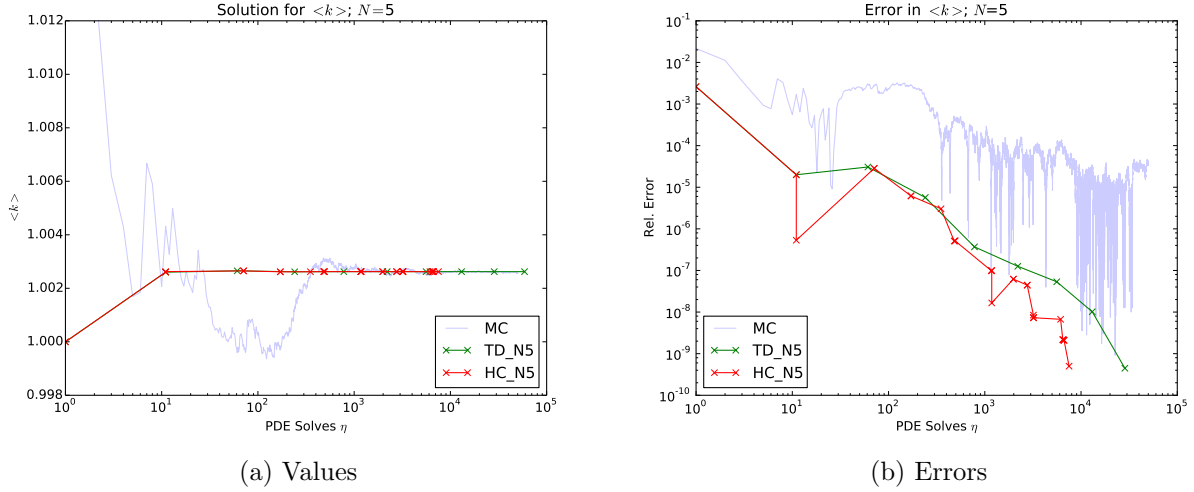 Solution for <k>; N=5
1.012
1.010
1.008
1.006
1.004
1.002
1.000
0.998
<k>
10^0
10^1
10^2
10^3
10^4
10^5
PDE Solves η
MC
TD_N5
HC_N5
(a) Values
Error in <k>; N=5
10^-1
10^-2
10^-3
10^-4
10^-5
10^-6
10^-7
10^-8
10^-9
10^-10
Rel. Error
10^0
10^1
10^2
10^3
10^4
10^5
PDE Solves η
MC
TD_N5
HC_N5
(b) Errors